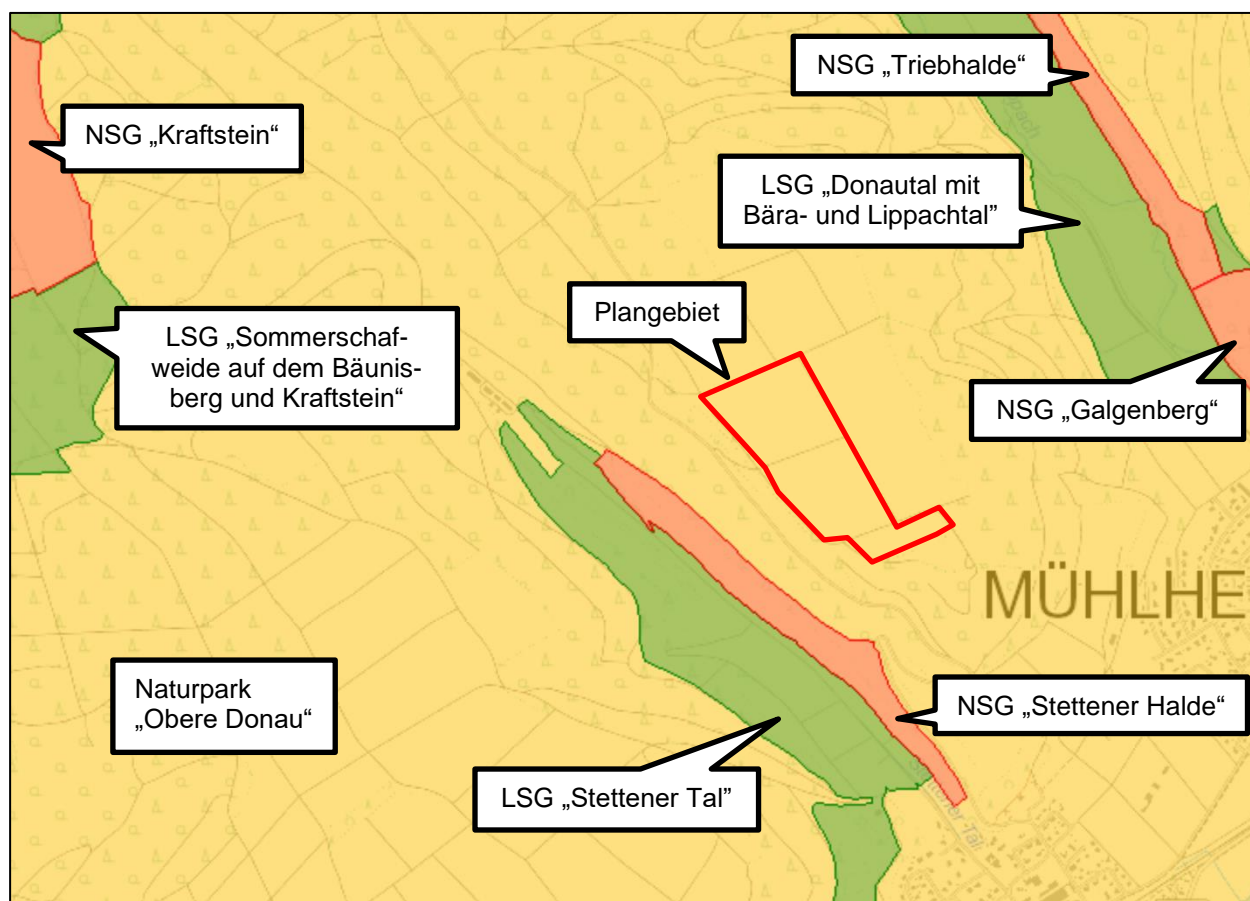 NSG „Triebhalde“
NSG „Kraftstein“
LSG „Donautal mit
Bära- und Lippachtal”
Plangebiet
LSG „Sommerschaf-
weide auf dem Bäunis-
berg und Kraftstein“
NSG „Galgenberg“
MÜHLHE
Naturpark
„Obere Donau“
NSG „Stettener Halde“
LSG „Stettener Tal”